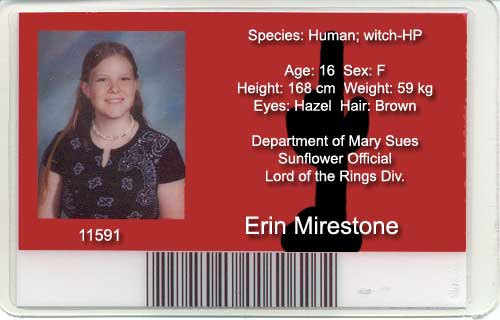 Species: Human; witch-HP
Age: 16 Sex: F
Height: 168 cm Weight: 59 kg
Eyes: Hazel Hair: Brown
Department of Mary Sues
Sunflower Official
Lord of the Rings Div.
Erin Mirestone
11591